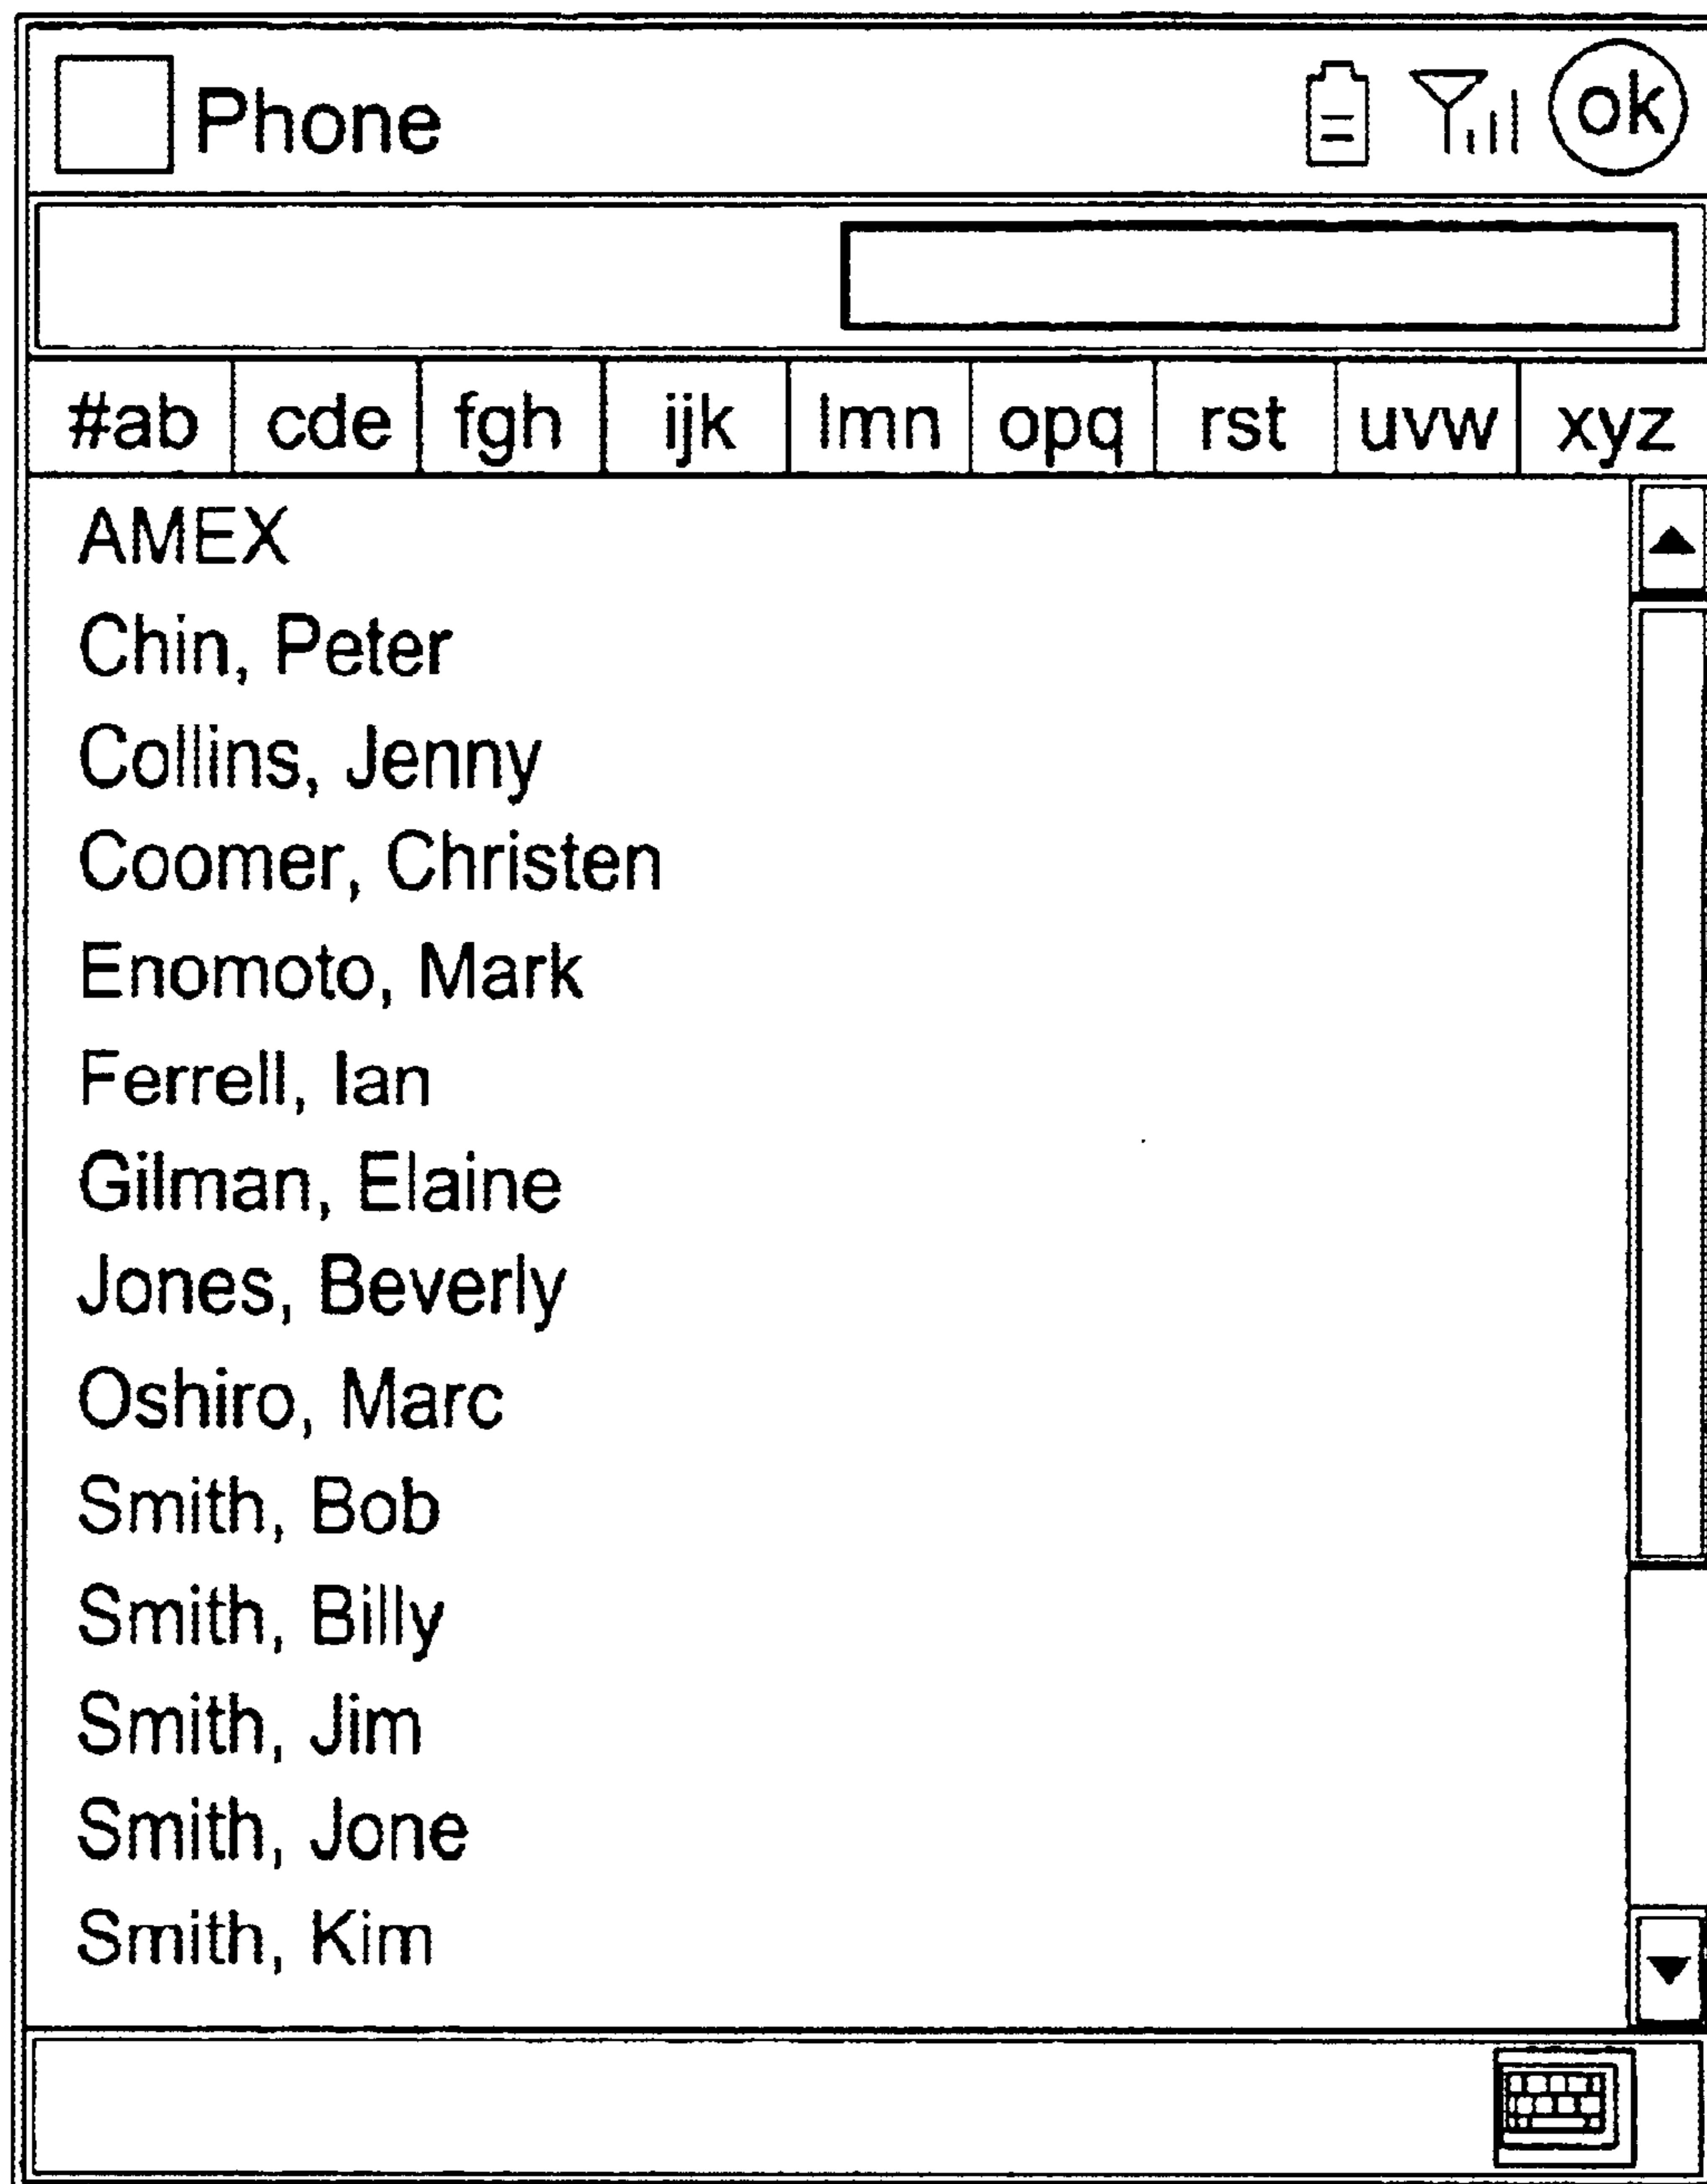 Phone ok
#ab cde fgh ijk lmn opq rst uvw xyz
AMEX
Chin, Peter
Collins, Jenny
Coomer, Christen
Enomoto, Mark
Ferrell, Ian
Gilman, Elaine
Jones, Beverly
Oshiro, Marc
Smith, Bob
Smith, Billy
Smith, Jim
Smith, Jone
Smith, Kim